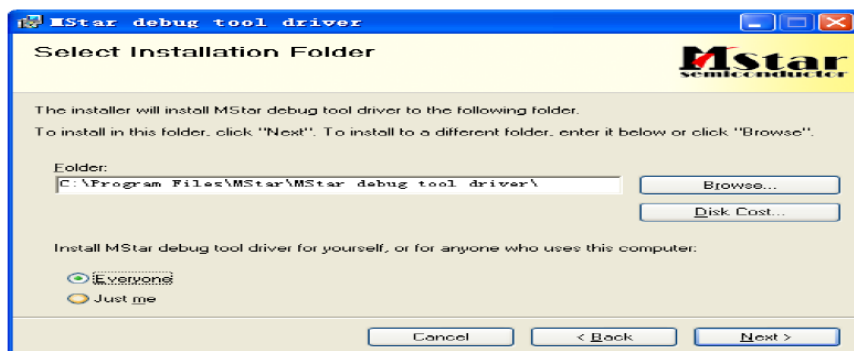 MStar debug tool driver
Select Installation Folder
MStar
semiconductor
The installer will install MStar debug tool driver to the following folder.
To install in this folder, click "Next". To install to a different folder, enter it below or click "Browse".
Folder:
C:\Program Files\MStar\MStar debug tool driver\
Browse...
Disk Cost...
Install MStar debug tool driver for yourself, or for anyone who uses this computer:
Everyone
Just me
Cancel
< Back
Next >